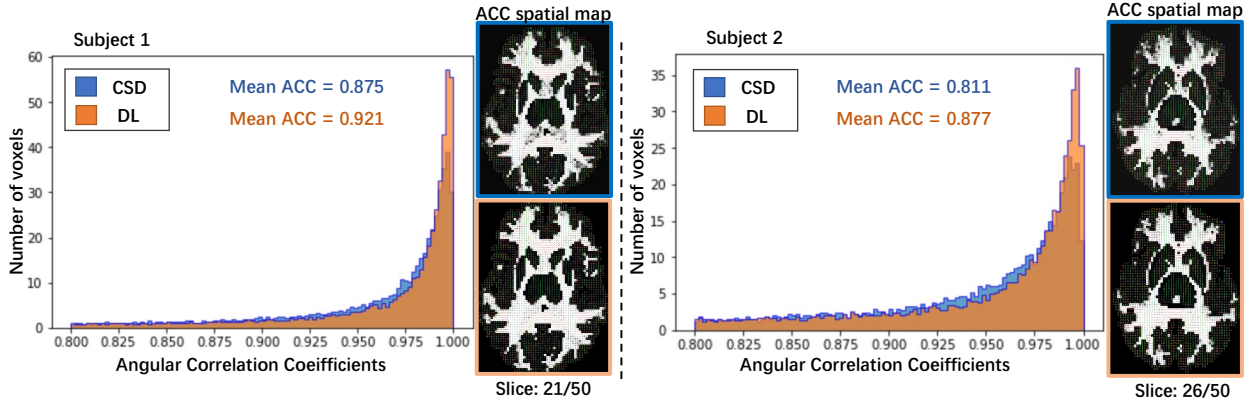 Subject 1
CSD
DL
Mean ACC = 0.875
Mean ACC = 0.921
Number of voxels
60
50
40
30
20
10
0
0.800 0.825 0.850 0.875 0.900 0.925 0.950 0.975 1.000
Angular Correlation Coeifficients
ACC spatial map
Slice: 21/50
Subject 2
CSD
DL
Mean ACC = 0.811
Mean ACC = 0.877
Number of voxels
35
30
25
20
15
10
5
0
0.800 0.825 0.850 0.875 0.900 0.925 0.950 0.975 1.000
Angular Correlation Coeifficients
ACC spatial map
Slice: 26/50